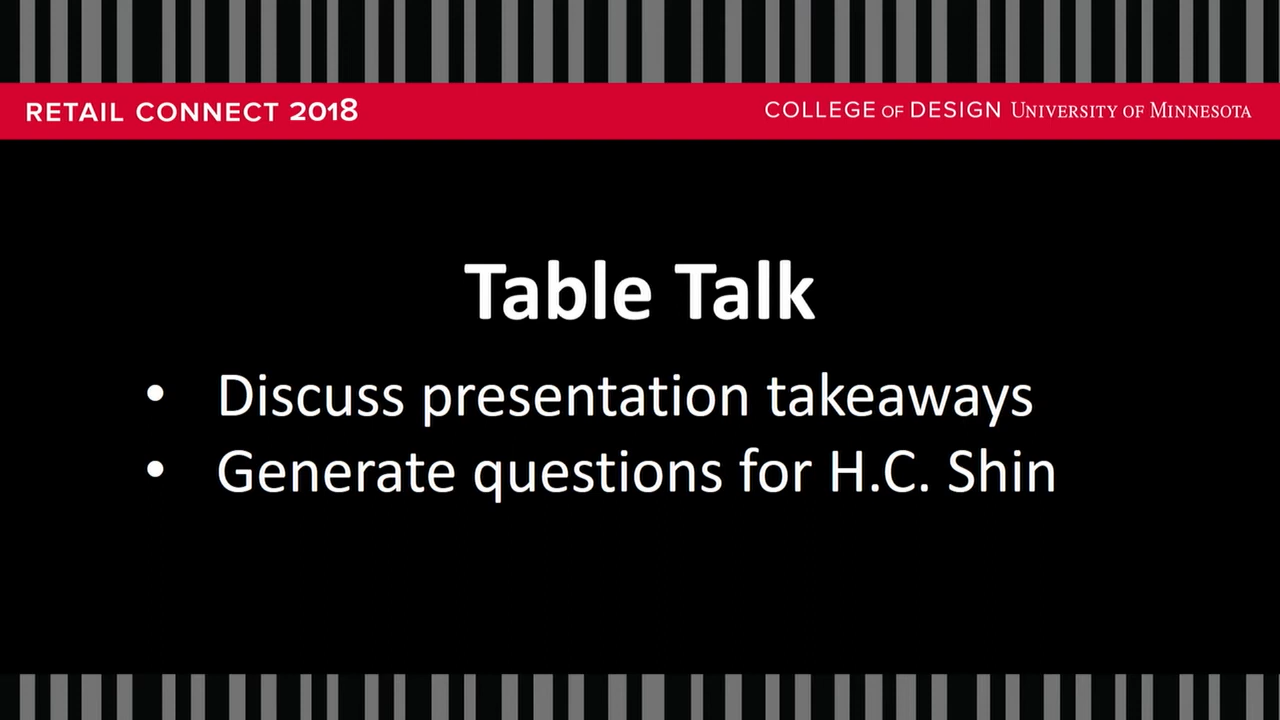 RETAIL CONNECT 2018
COLLEGE OF DESIGN UNIVERSITY OF MINNESOTA
Table Talk
• Discuss presentation takeaways
• Generate questions for H.C. Shin